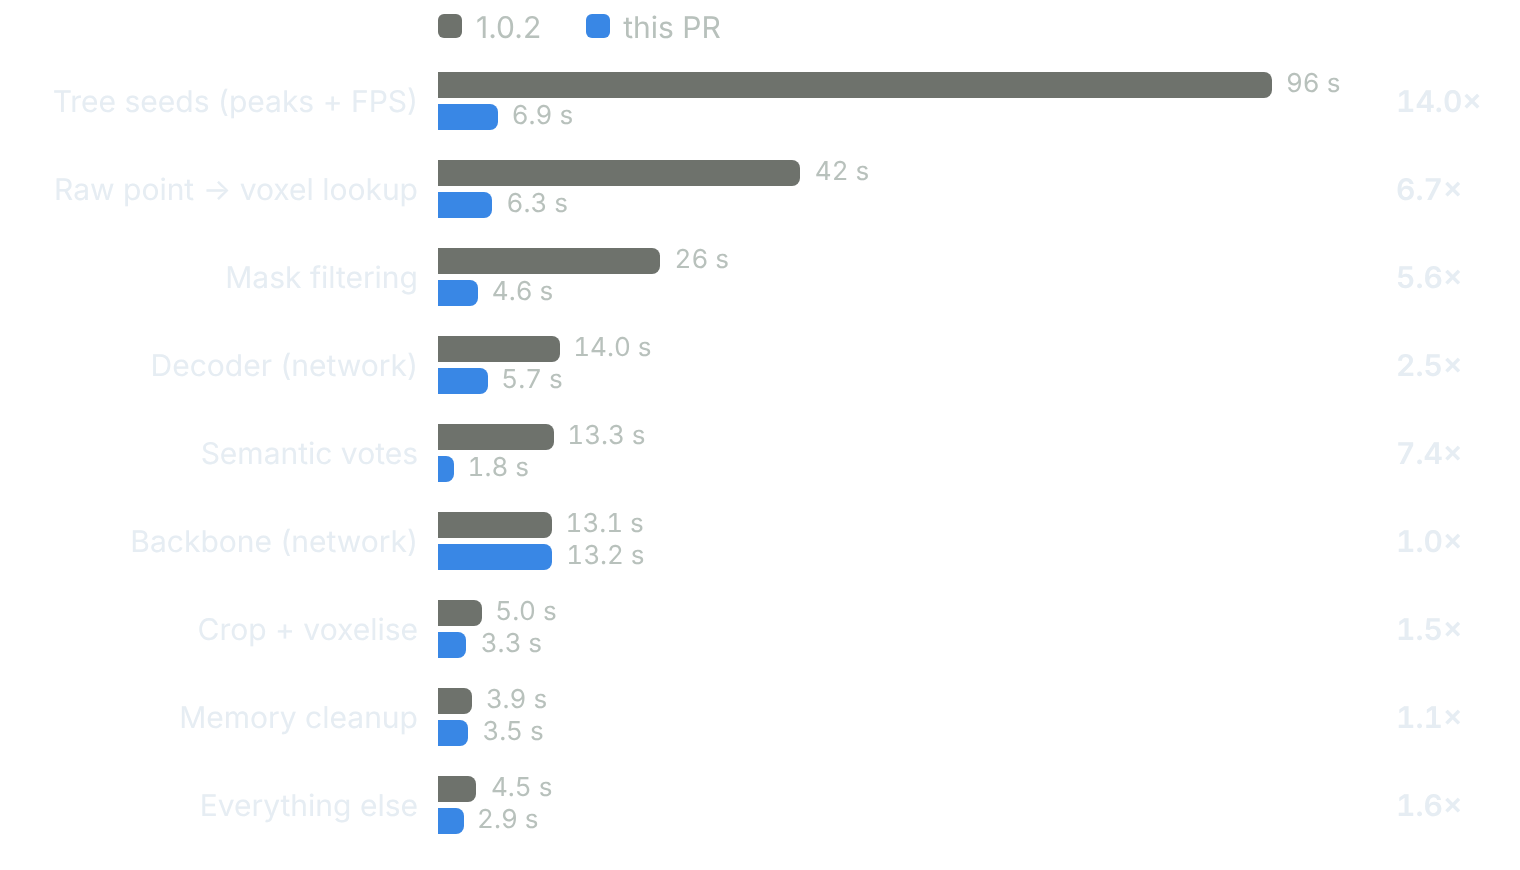 1.0.2 this PR
Tree seeds (peaks + FPS) 96 s 14.0×
6.9 s
Raw point → voxel lookup 42 s 6.7×
6.3 s
Mask filtering 26 s 5.6×
4.6 s
Decoder (network) 14.0 s 2.5×
5.7 s
Semantic votes 13.3 s 7.4×
1.8 s
Backbone (network) 13.1 s 1.0×
13.2 s
Crop + voxelise 5.0 s 1.5×
3.3 s
Memory cleanup 3.9 s 1.1×
3.5 s
Everything else 4.5 s 1.6×
2.9 s